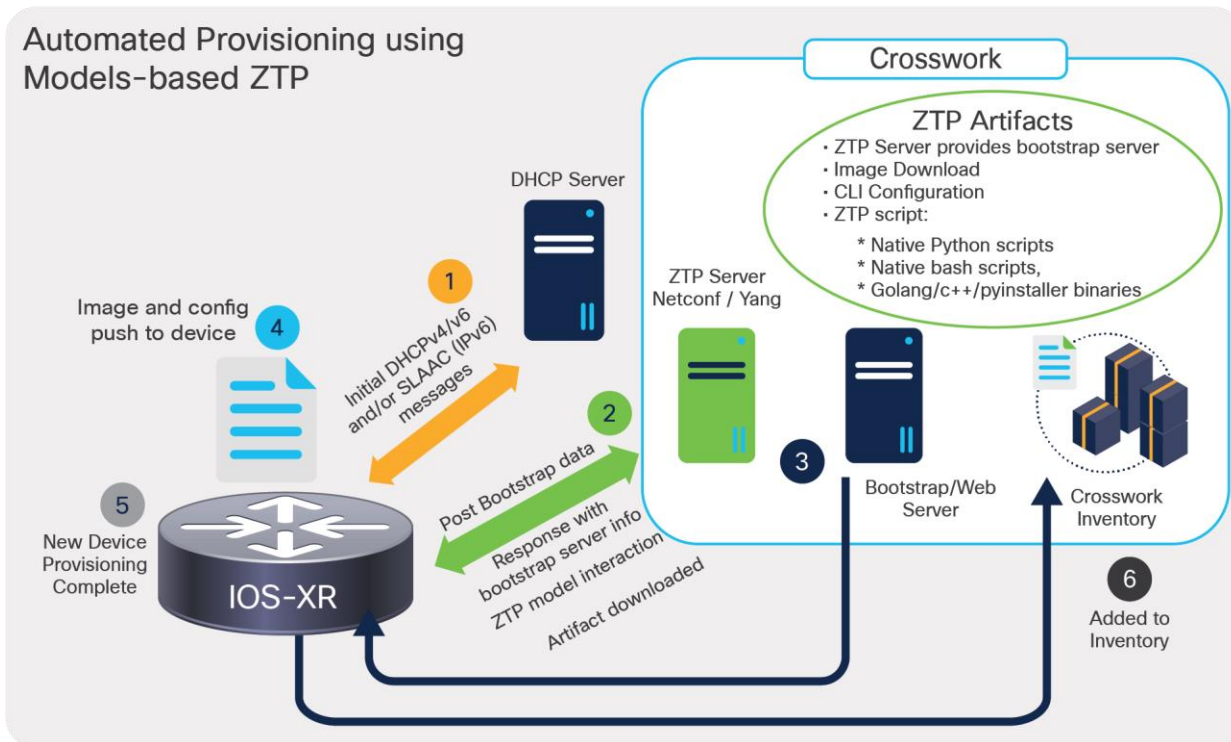 Automated Provisioning using
Models-based ZTP
Crosswork
ZTP Artifacts
· ZTP Server provides bootstrap server
· Image Download
· CLI Configuration
· ZTP script:
* Native Python scripts
* Native bash scripts,
* Golang/c++/pyinstaller binaries
DHCP Server
ZTP Server
Netconf / Yang
1
Initial DHCPv4/v6
and/or SLAAC (IPv6)
messages
Image and config
push to device
4
2
Post Bootstrap data
Response with
bootstrap server info
ZTP model interaction
Artifact downloaded
3
Bootstrap/Web
Server
Crosswork
Inventory
5
New Device
Provisioning
Complete
IOS-XR
6
Added to
Inventory